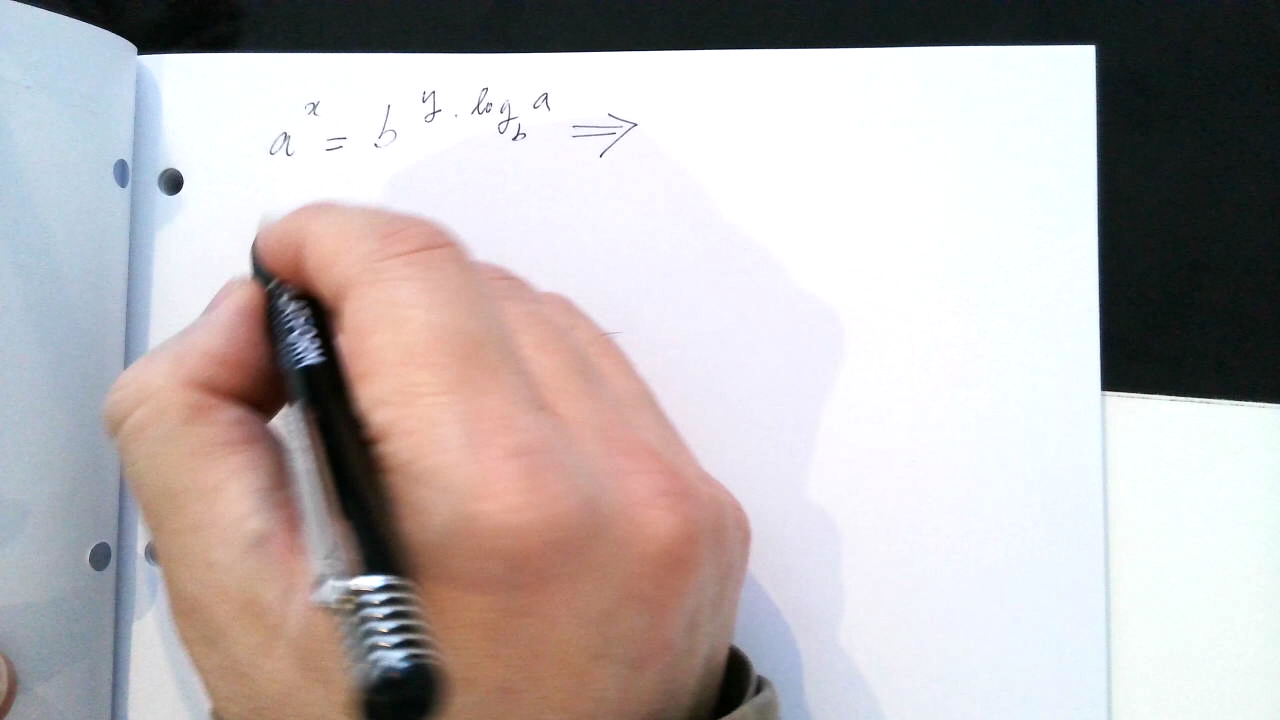 a^x = b^{y · log_b a} ⇒